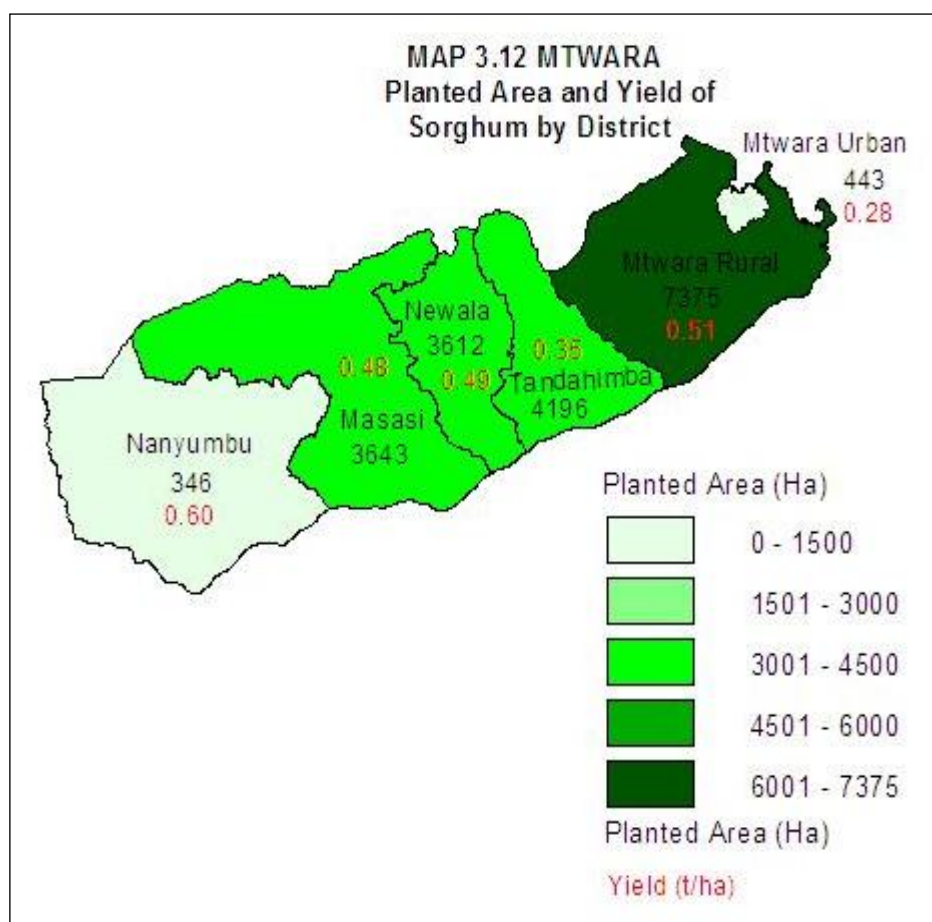 MAP 3.12 MTWARA
Planted Area and Yield of
Sorghum by District
Mtwara Urban
443
0.28
Mtwara Rural
7375
0.51
Newala
3612
0.49
0.35
Tandahimba
4196
0.48
Masasi
3643
Nanyumbu
346
0.60
Planted Area (Ha)
0 - 1500
1501 - 3000
3001 - 4500
4501 - 6000
6001 - 7375
Planted Area (Ha)
Yield (t/ha)